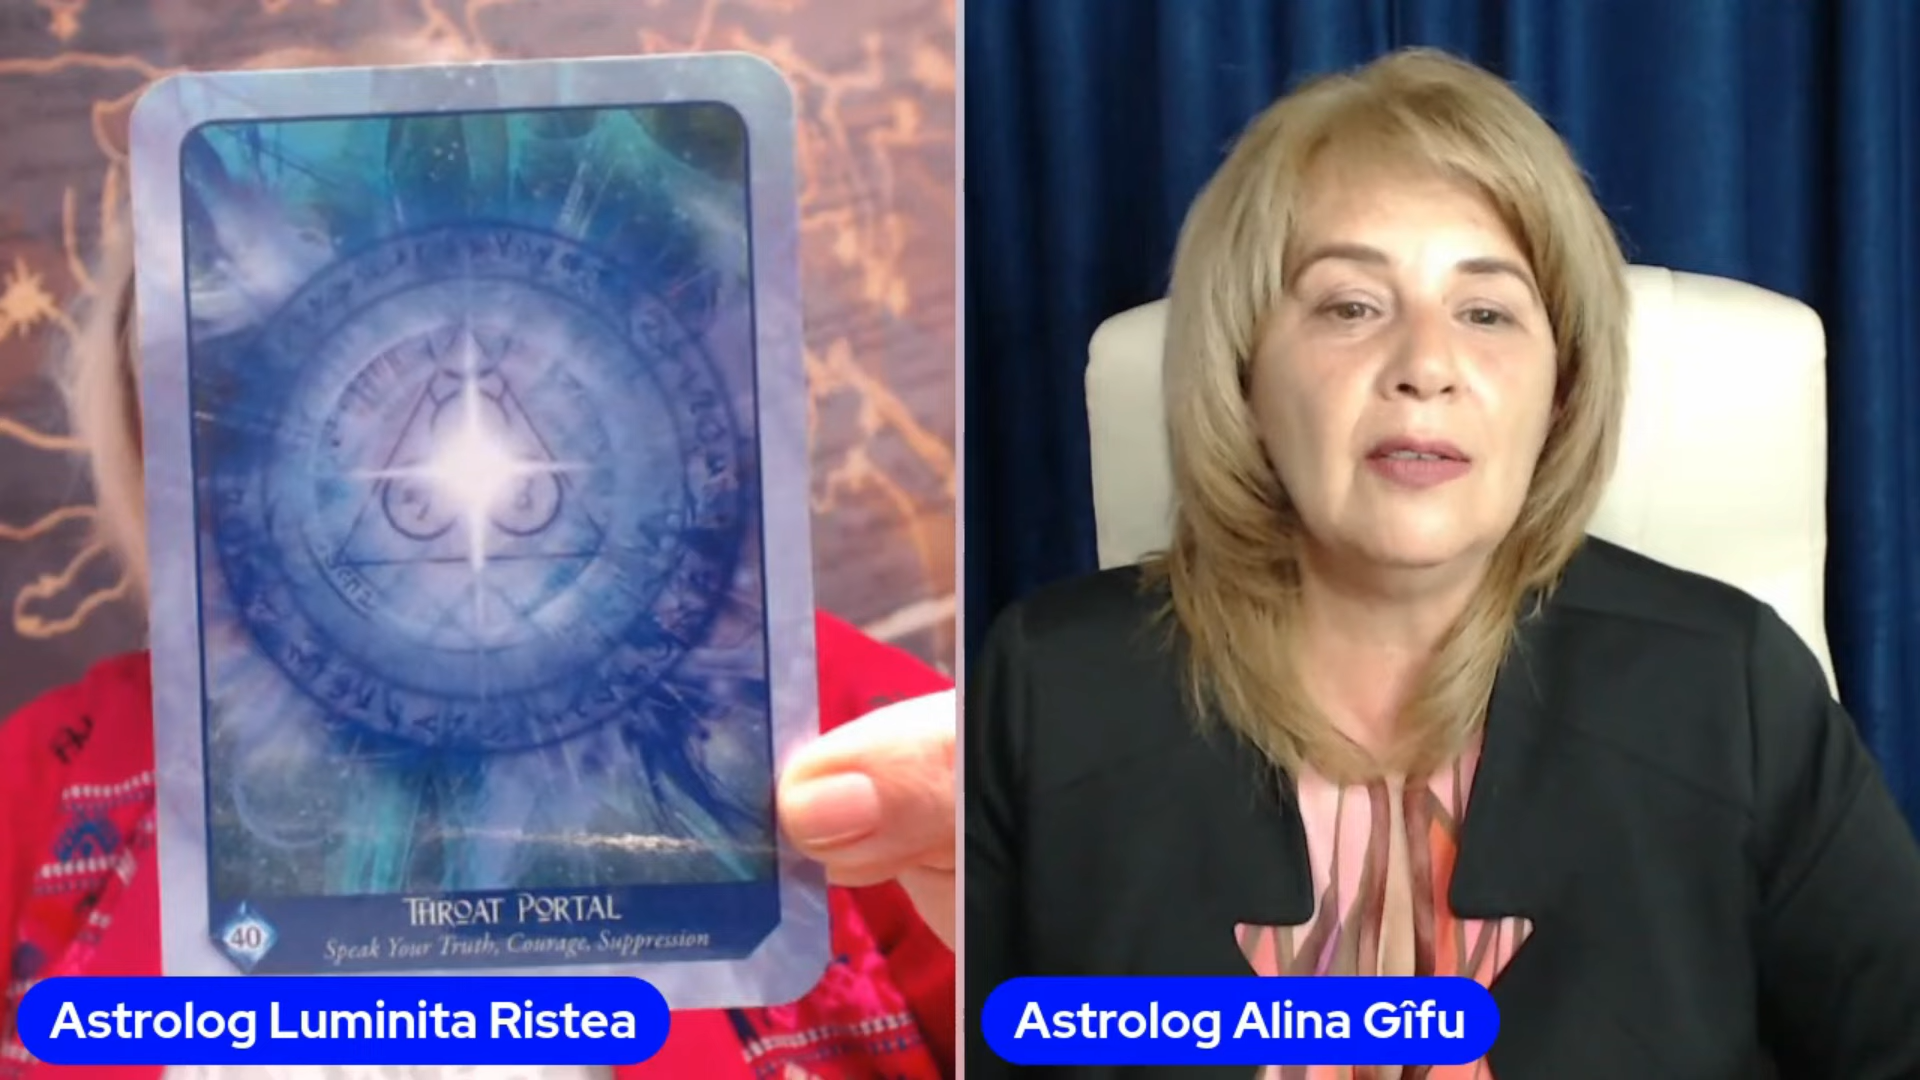 THROAT PORTAL
40
Speak Your Truth, Courage, Suppression
Astrolog Luminita Ristea
Astrolog Alina Gîfu